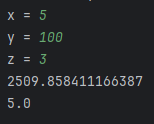 x = 5
y = 100
z = 3
2509.858411166387
5.0